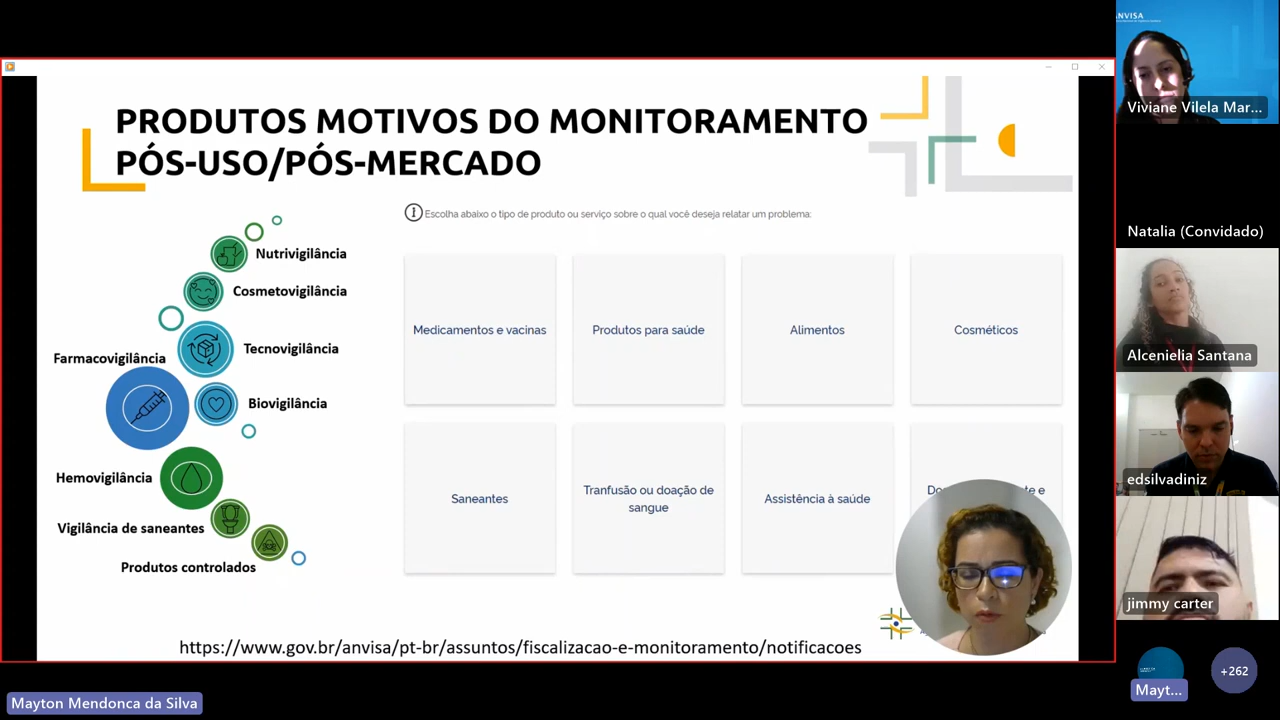 PRODUTOS MOTIVOS DO MONITORAMENTO
PÓS-USO/PÓS-MERCADO
Escolha abaixo o tipo de produto ou serviço sobre o qual você deseja relatar um problema:
Nutrivigilância
Cosmetovigilância
Tecnovigilância
Farmacovigilância
Biovigilância
Hemovigilância
Vigilância de saneantes
Produtos controlados
Medicamentos e vacinas
Produtos para saúde
Alimentos
Cosméticos
Saneantes
Tranfusão ou doação de
sangue
Assistência à saúde
https://www.gov.br/anvisa/pt-br/assuntos/fiscalizacao-e-monitoramento/notificacoes
Mayton Mendonca da Silva
ANVISA
Viviane Vilela Mar...
Natalia (Convidado)
Alcenielia Santana
edsilvadiniz
jimmy carter
Mayt...
+262